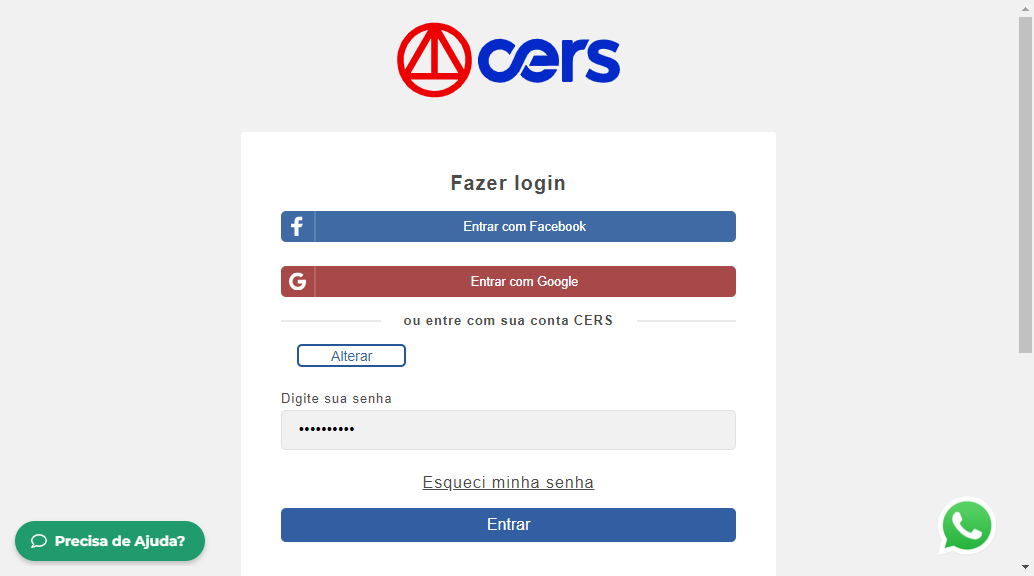 cers
Fazer login
Entrar com Facebook
Entrar com Google
ou entre com sua conta CERS
Alterar
Digite sua senha
••••••••••
Esqueci minha senha
Entrar
Precisa de Ajuda?